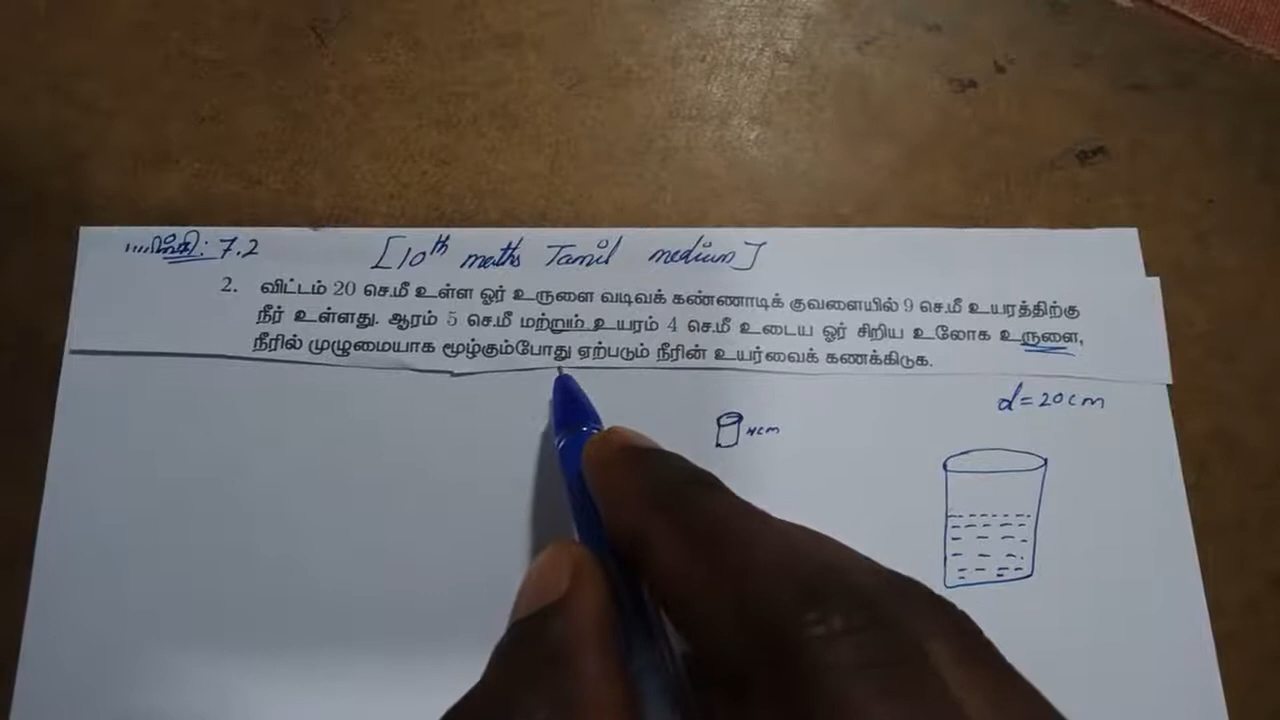 7.2 [10th maths Tamil medium]
2. விட்டம் 20 செ.மீ உள்ள ஓர் உருளை வடிவக் கண்ணாடிக் குவளையில் 9 செ.மீ உயரத்திற்கு
நீர் உள்ளது. ஆரம் 5 செ.மீ மற்றும் உயரம் 4 செ.மீ உடைய ஓர் சிறிய உலோக உருளை,
நீரில் முழுமையாக மூழ்கும்போது ஏற்படும் நீரின் உயர்வைக் கணக்கிடுக.
d=20cm
4cm